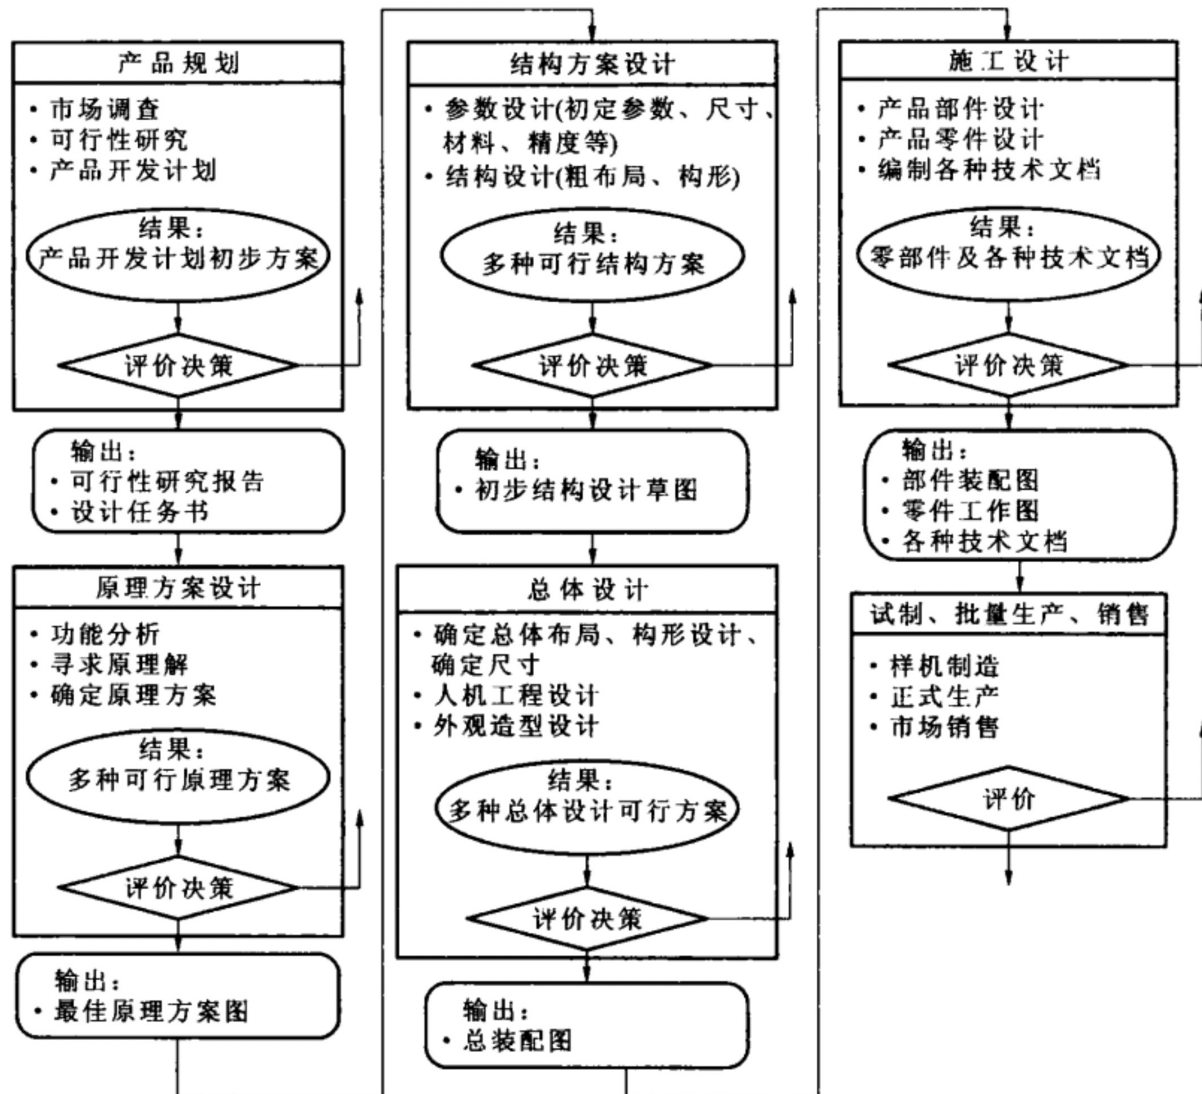 产品规划
• 市场调查
• 可行性研究
• 产品开发计划
结果：
产品开发计划初步方案
评价决策
输出：
• 可行性研究报告
• 设计任务书
原理方案设计
• 功能分析
• 寻求原理解
• 确定原理方案
结果：
多种可行原理方案
评价决策
输出：
• 最佳原理方案图
结构方案设计
• 参数设计(初定参数、尺寸、
材料、精度等)
• 结构设计(粗布局、构形)
结果：
多种可行结构方案
评价决策
输出：
• 初步结构设计草图
总体设计
• 确定总体布局、构形设计、
确定尺寸
• 人机工程设计
• 外观造型设计
结果：
多种总体设计可行方案
评价决策
输出：
• 总装配图
施工设计
• 产品部件设计
• 产品零件设计
• 编制各种技术文档
结果：
零部件及各种技术文档
评价决策
输出：
• 部件装配图
• 零件工作图
• 各种技术文档
试制、批量生产、销售
• 样机制造
• 正式生产
• 市场销售
评价